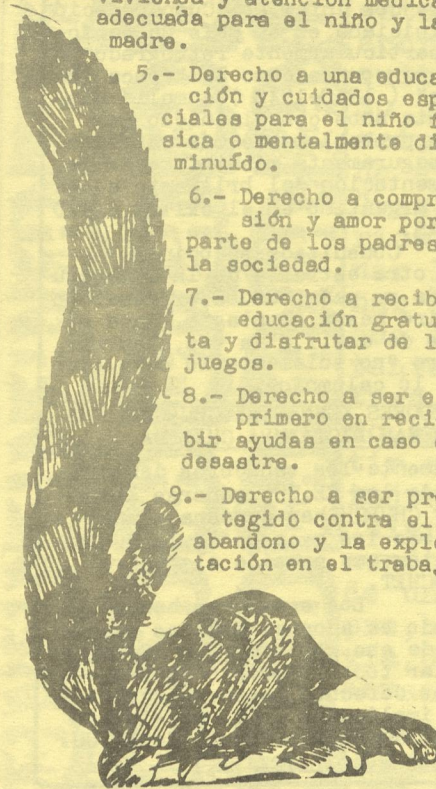 adecuada para el niño y la
madre.
5.- Derecho a una educa
ción y cuidados esp
ciales para el niño f
sica o mentalmente di
minuído.
6.- Derecho a compr
sión y amor por
parte de los padres
la sociedad.
7.- Derecho a recib
educación gratu
ta y disfrutar de l
juegos.
8.- Derecho a ser e
primero en reci
bir ayudas en caso
desastre.
9.- Derecho a ser pro
tegido contra el
abandono y la explo
tación en el traba